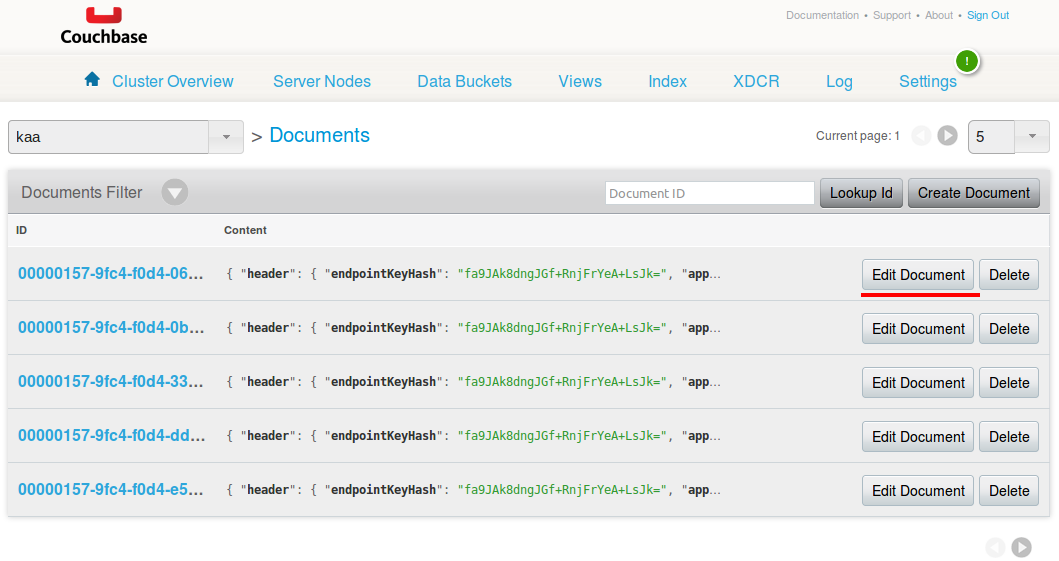 Documentation • Support • About • Sign Out
Couchbase
Cluster Overview Server Nodes Data Buckets Views Index XDCR Log Settings !
kaa > Documents Current page: 1 5
Documents Filter Document ID Lookup Id Create Document
ID Content
00000157-9fc4-f0d4-06... { "header": { "endpointKeyHash": "fa9JAk8dngJGf+RnjFrYeA+LsJk=", "app... Edit Document Delete
00000157-9fc4-f0d4-0b... { "header": { "endpointKeyHash": "fa9JAk8dngJGf+RnjFrYeA+LsJk=", "app... Edit Document Delete
00000157-9fc4-f0d4-33... { "header": { "endpointKeyHash": "fa9JAk8dngJGf+RnjFrYeA+LsJk=", "app... Edit Document Delete
00000157-9fc4-f0d4-dd... { "header": { "endpointKeyHash": "fa9JAk8dngJGf+RnjFrYeA+LsJk=", "app... Edit Document Delete
00000157-9fc4-f0d4-e5... { "header": { "endpointKeyHash": "fa9JAk8dngJGf+RnjFrYeA+LsJk=", "app... Edit Document Delete